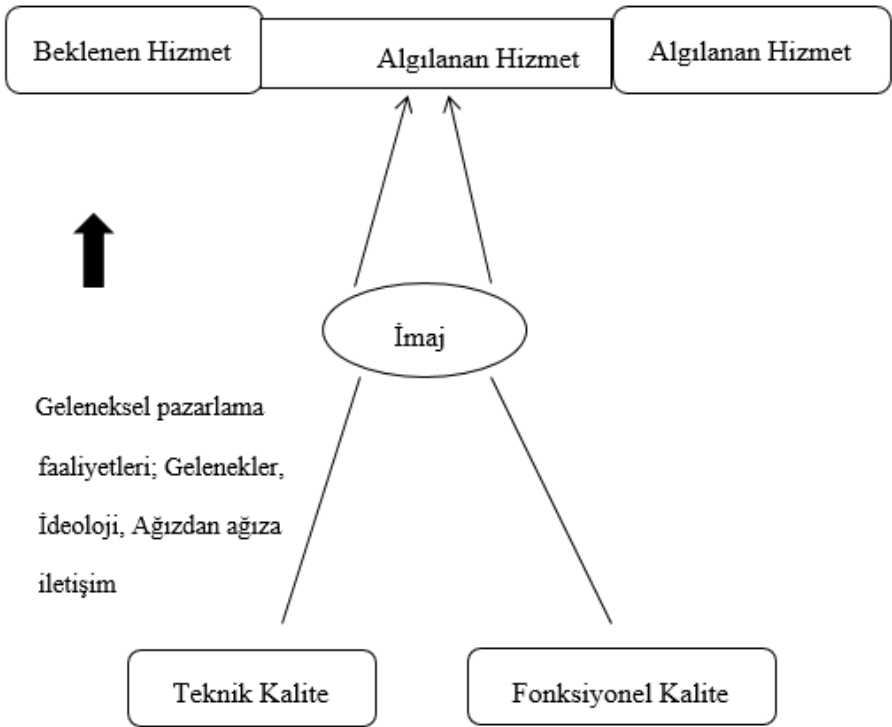 Beklenen Hizmet
Algılanan Hizmet
Algılanan Hizmet
İmaj
Geleneksel pazarlama
faaliyetleri; Gelenekler,
İdeoloji, Ağızdan ağıza
iletişim
Teknik Kalite
Fonksiyonel Kalite